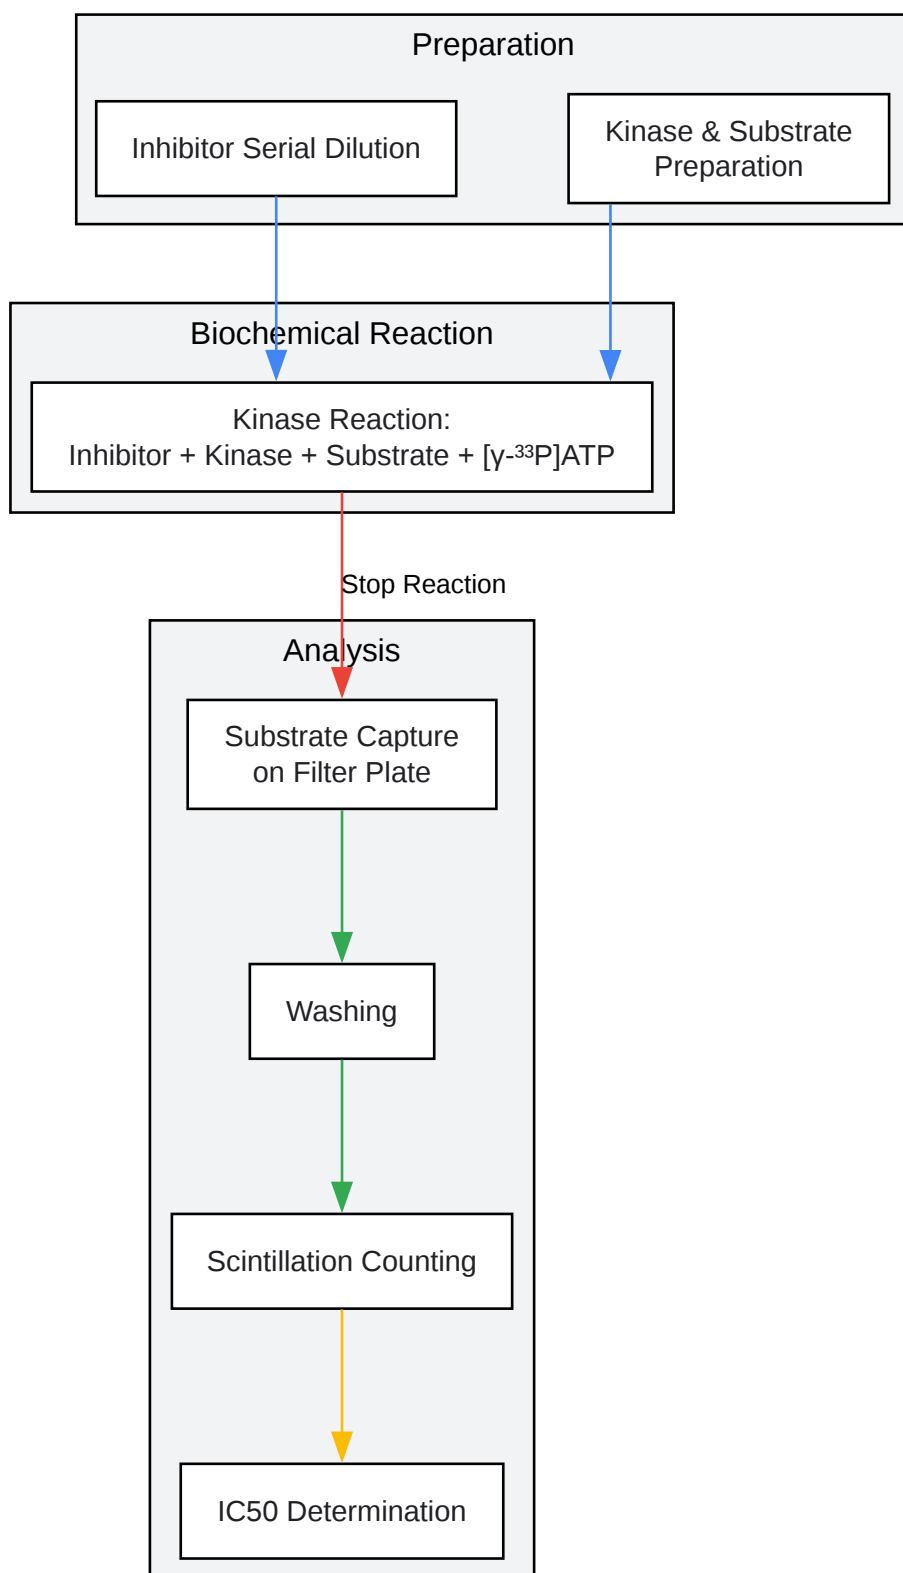 Preparation
Inhibitor Serial Dilution
Kinase & Substrate
Preparation
Biochemical Reaction
Kinase Reaction:
Inhibitor + Kinase + Substrate + [γ-³³P]ATP
Stop Reaction
Analysis
Substrate Capture
on Filter Plate
Washing
Scintillation Counting
IC50 Determination